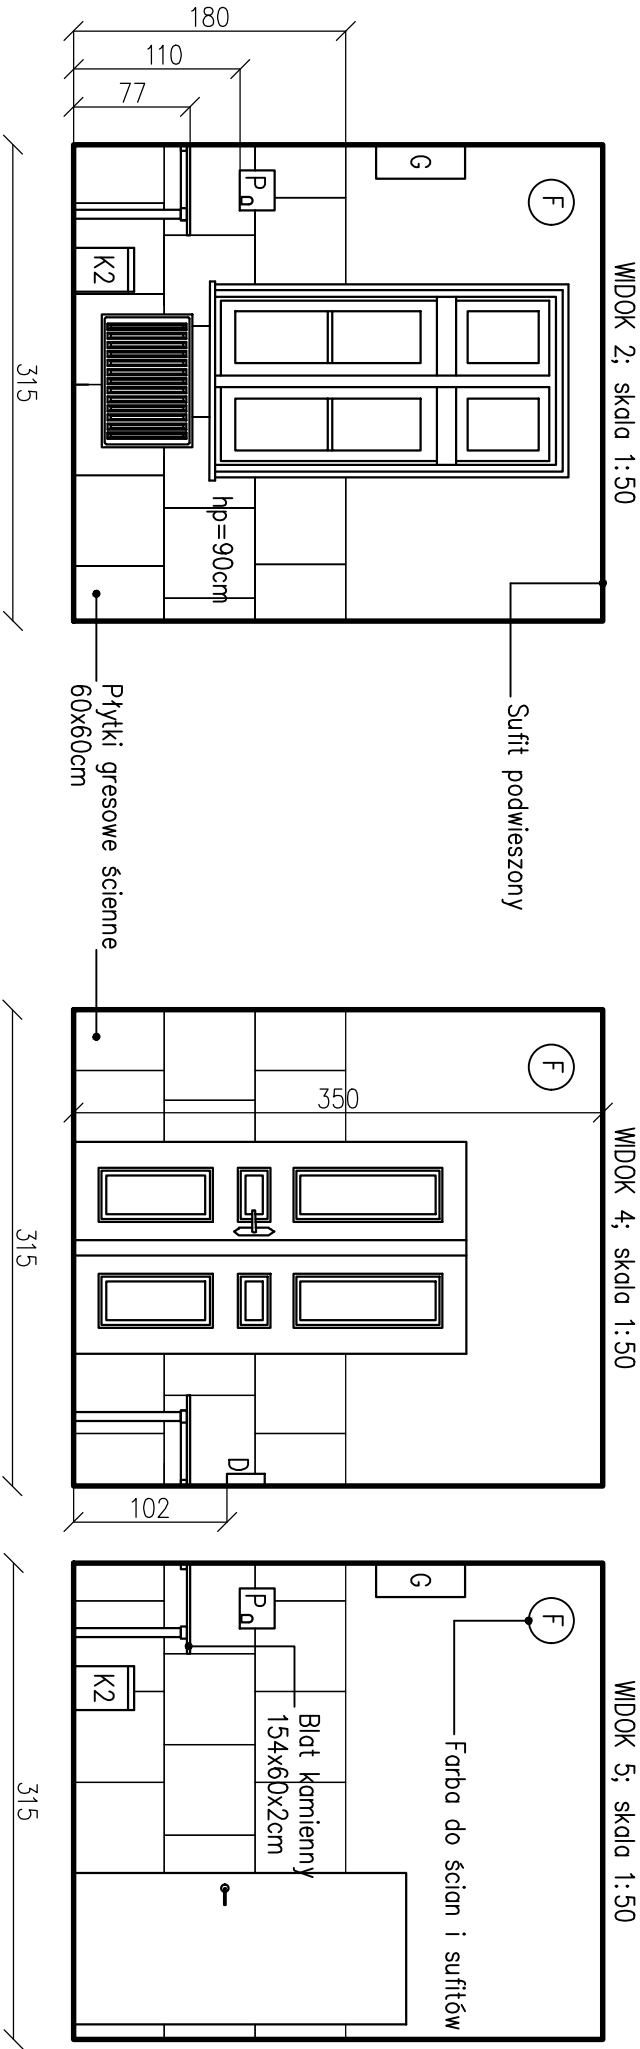 WIDOK 2; skala 1:50
F
G
P
K2
180
110
77
hp=90cm
315
Sufit podwieszony
Płytki gresowe ścienne
60x60cm
WIDOK 4; skala 1:50
F
350
D
102
315
WIDOK 5; skala 1:50
F
G
P
K2
Farba do ścian i sufitów
Blat kamienny
154x60x2cm
315